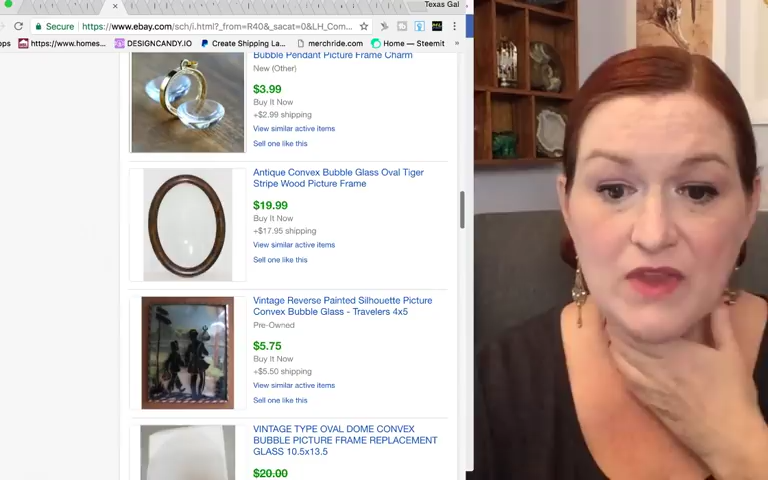 Texas Gal
Secure https://www.ebay.com/sch/i.html?_from=R40&_sacat=0&LH_Com...
ops https://www.homes... DESIGNCANDY.IO Create Shipping La... merchride.com Home — Steemit »
Bubble Pendant Picture Frame Charm
New (Other)
$3.99
Buy It Now
+$2.99 shipping
View similar active items
Sell one like this
Antique Convex Bubble Glass Oval Tiger
Stripe Wood Picture Frame
$19.99
Buy It Now
+$17.95 shipping
View similar active items
Sell one like this
Vintage Reverse Painted Silhouette Picture
Convex Bubble Glass - Travelers 4x5
Pre-Owned
$5.75
Buy It Now
+$5.50 shipping
View similar active items
Sell one like this
VINTAGE TYPE OVAL DOME CONVEX
BUBBLE PICTURE FRAME REPLACEMENT
GLASS 10.5x13.5
$20.00